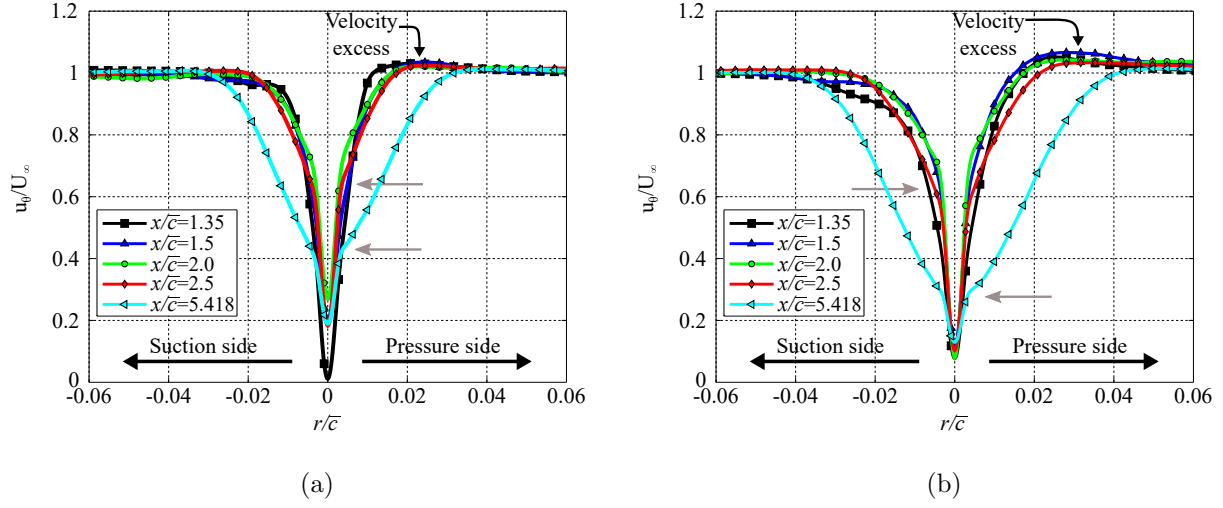 1.2
1
0.8
0.6
0.4
0.2
0
u_θ/U_∞
Velocity
excess
x/c̅=1.35
x/c̅=1.5
x/c̅=2.0
x/c̅=2.5
x/c̅=5.418
Suction side
Pressure side
-0.06 -0.04 -0.02 0 0.02 0.04 0.06
r/c̅
(a)
1.2
1
0.8
0.6
0.4
0.2
0
u_θ/U_∞
Velocity
excess
x/c̅=1.35
x/c̅=1.5
x/c̅=2.0
x/c̅=2.5
x/c̅=5.418
Suction side
Pressure side
-0.06 -0.04 -0.02 0 0.02 0.04 0.06
r/c̅
(b)